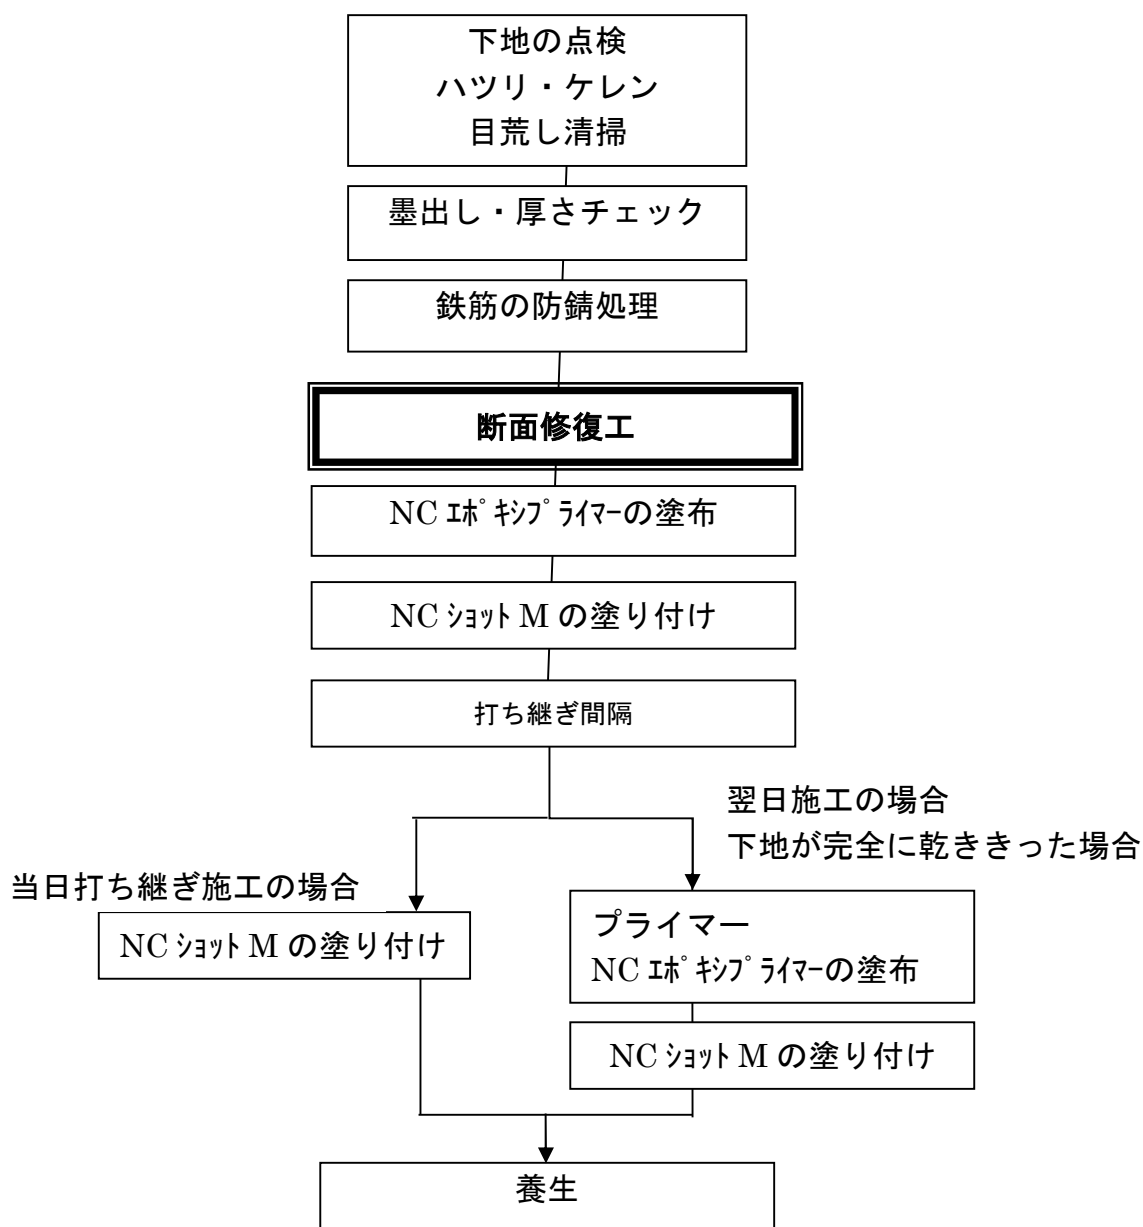 下地の点検
ハツリ・ケレン
目荒し清掃
墨出し・厚さチェック
鉄筋の防錆処理
断面修復工
NC ｴﾎﾟｷｼﾌﾟﾗｲﾏｰの塗布
NC ｼｮｯﾄ M の塗り付け
打ち継ぎ間隔
翌日施工の場合
下地が完全に乾ききった場合
当日打ち継ぎ施工の場合
NC ｼｮｯﾄ M の塗り付け
プライマー
NC ｴﾎﾟｷｼﾌﾟﾗｲﾏｰの塗布
NC ｼｮｯﾄ M の塗り付け
養生